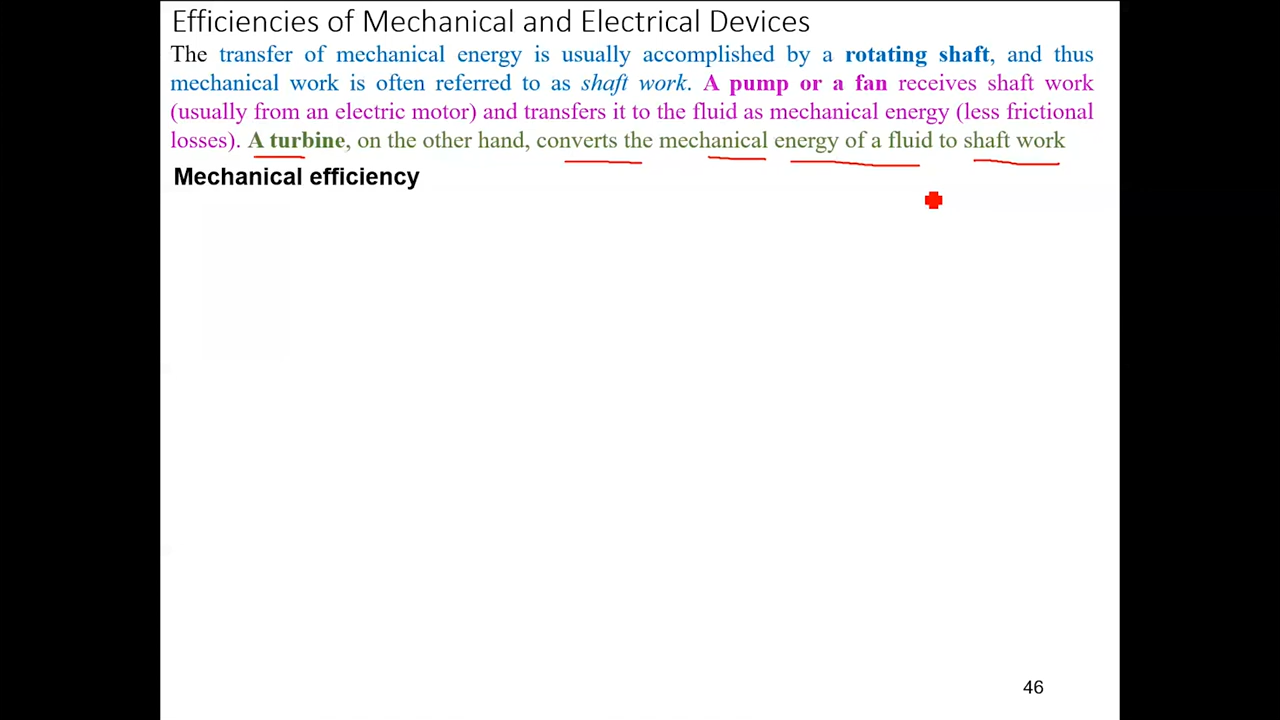 Efficiencies of Mechanical and Electrical Devices
The transfer of mechanical energy is usually accomplished by a rotating shaft, and thus
mechanical work is often referred to as shaft work. A pump or a fan receives shaft work
(usually from an electric motor) and transfers it to the fluid as mechanical energy (less frictional
losses). A turbine, on the other hand, converts the mechanical energy of a fluid to shaft work
Mechanical efficiency
46